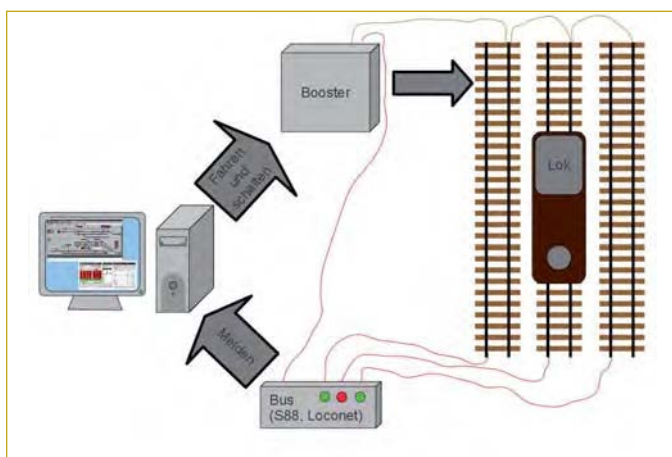 Booster
Fahren
und
schalten
Lok
Melden
Bus
(S88, Loconet)